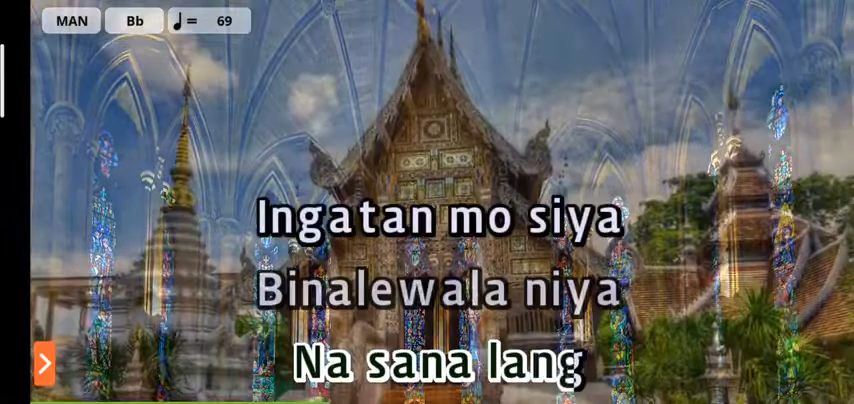 MAN Bb ♩= 69
Ingatan mo siya
Binalewala niya
Na sana lang